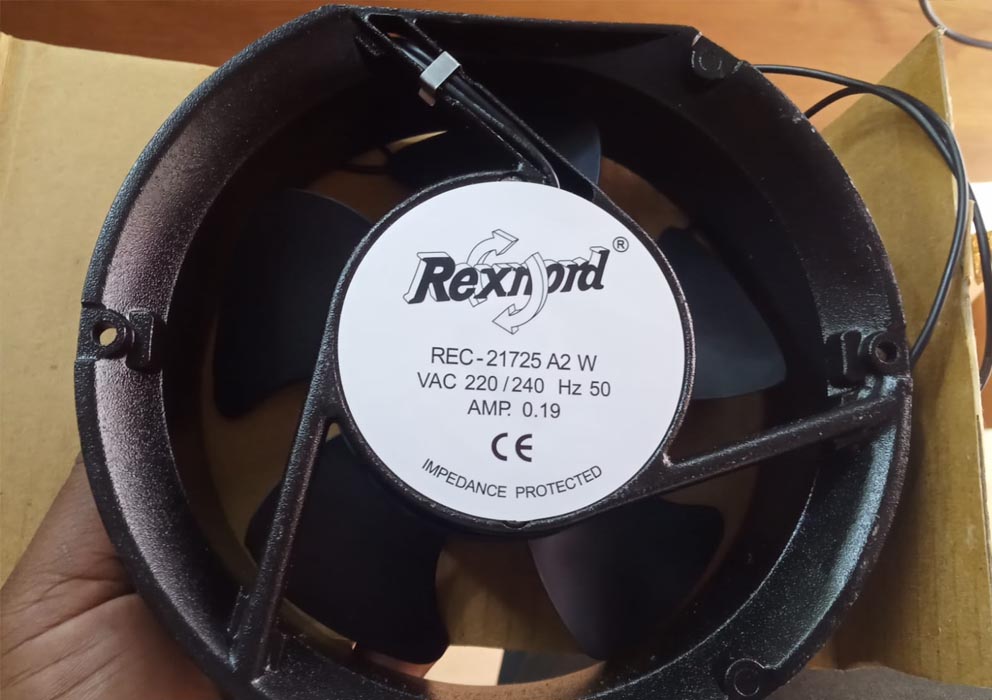 Rexnord®
REC-21725 A2 W
VAC 220/240 Hz 50
AMP. 0.19
CE
IMPEDANCE PROTECTED